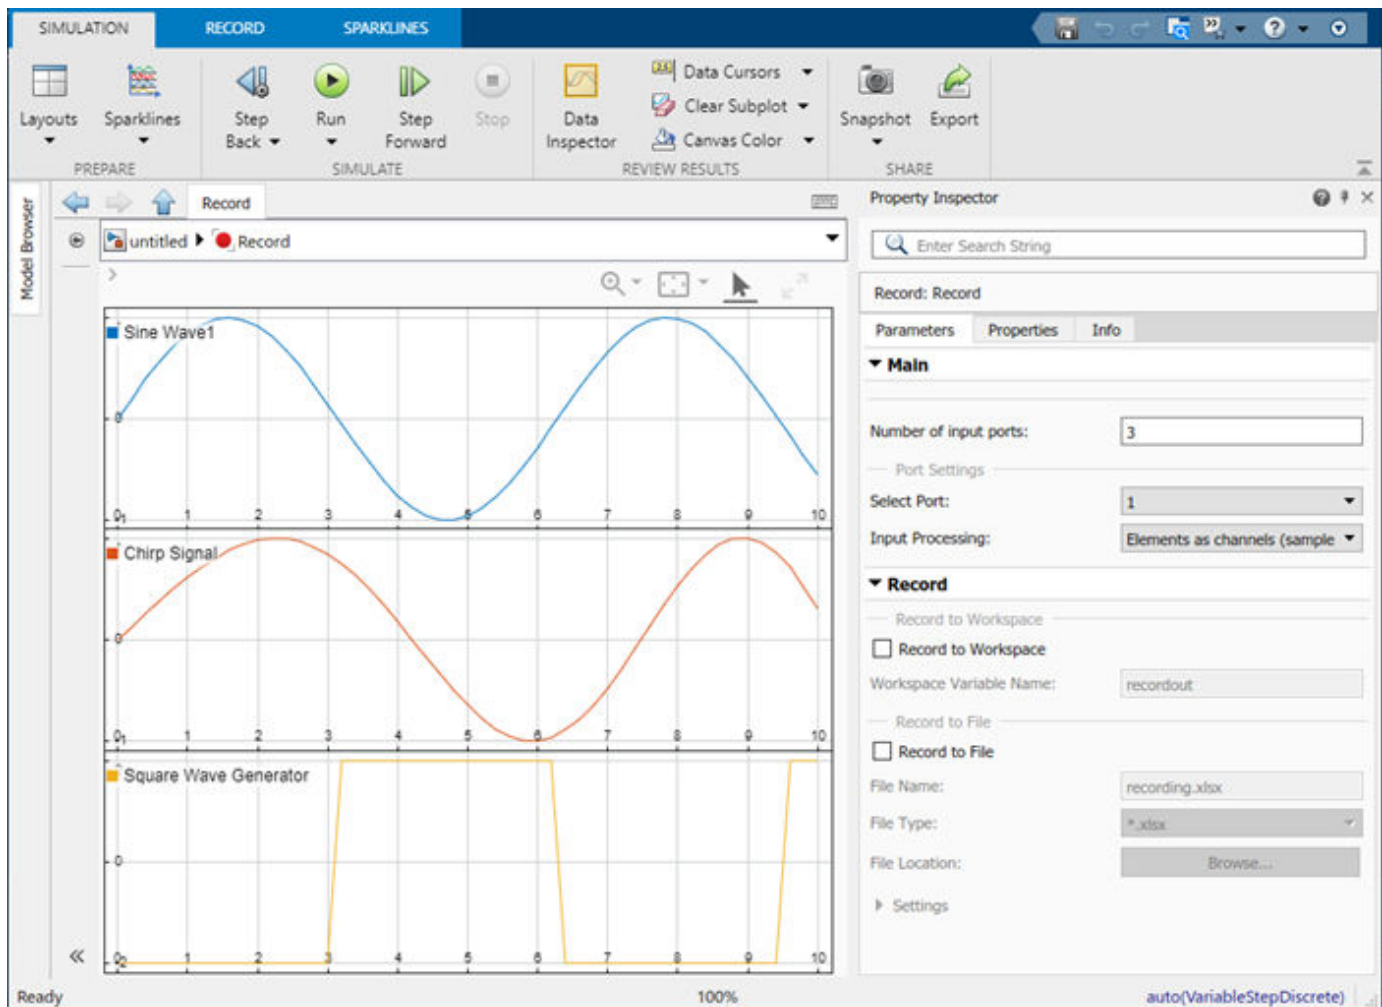 SIMULATION RECORD SPARKLINES
Layouts Sparklines Step Back Run Step Forward Stop Data Inspector Data Cursors Clear Subplot Canvas Color Snapshot Export
PREPARE SIMULATE REVIEW RESULTS SHARE
Model Browser
Record
untitled Record
Sine Wave1
0
-1 0 1 2 3 4 5 6 7 8 9 10
Chirp Signal
0
-1 0 1 2 3 4 5 6 7 8 9 10
Square Wave Generator
0
-2 0 1 2 3 4 5 6 7 8 9 10
Property Inspector
Enter Search String
Record: Record
Parameters Properties Info
Main
Number of input ports: 3
Port Settings
Select Port: 1
Input Processing: Elements as channels (sample
Record
Record to Workspace
Record to Workspace
Workspace Variable Name: recordout
Record to File
Record to File
File Name: recording.xlsx
File Type: *.xlsx
File Location: Browse...
Settings
Ready 100% auto(VariableStepDiscrete)